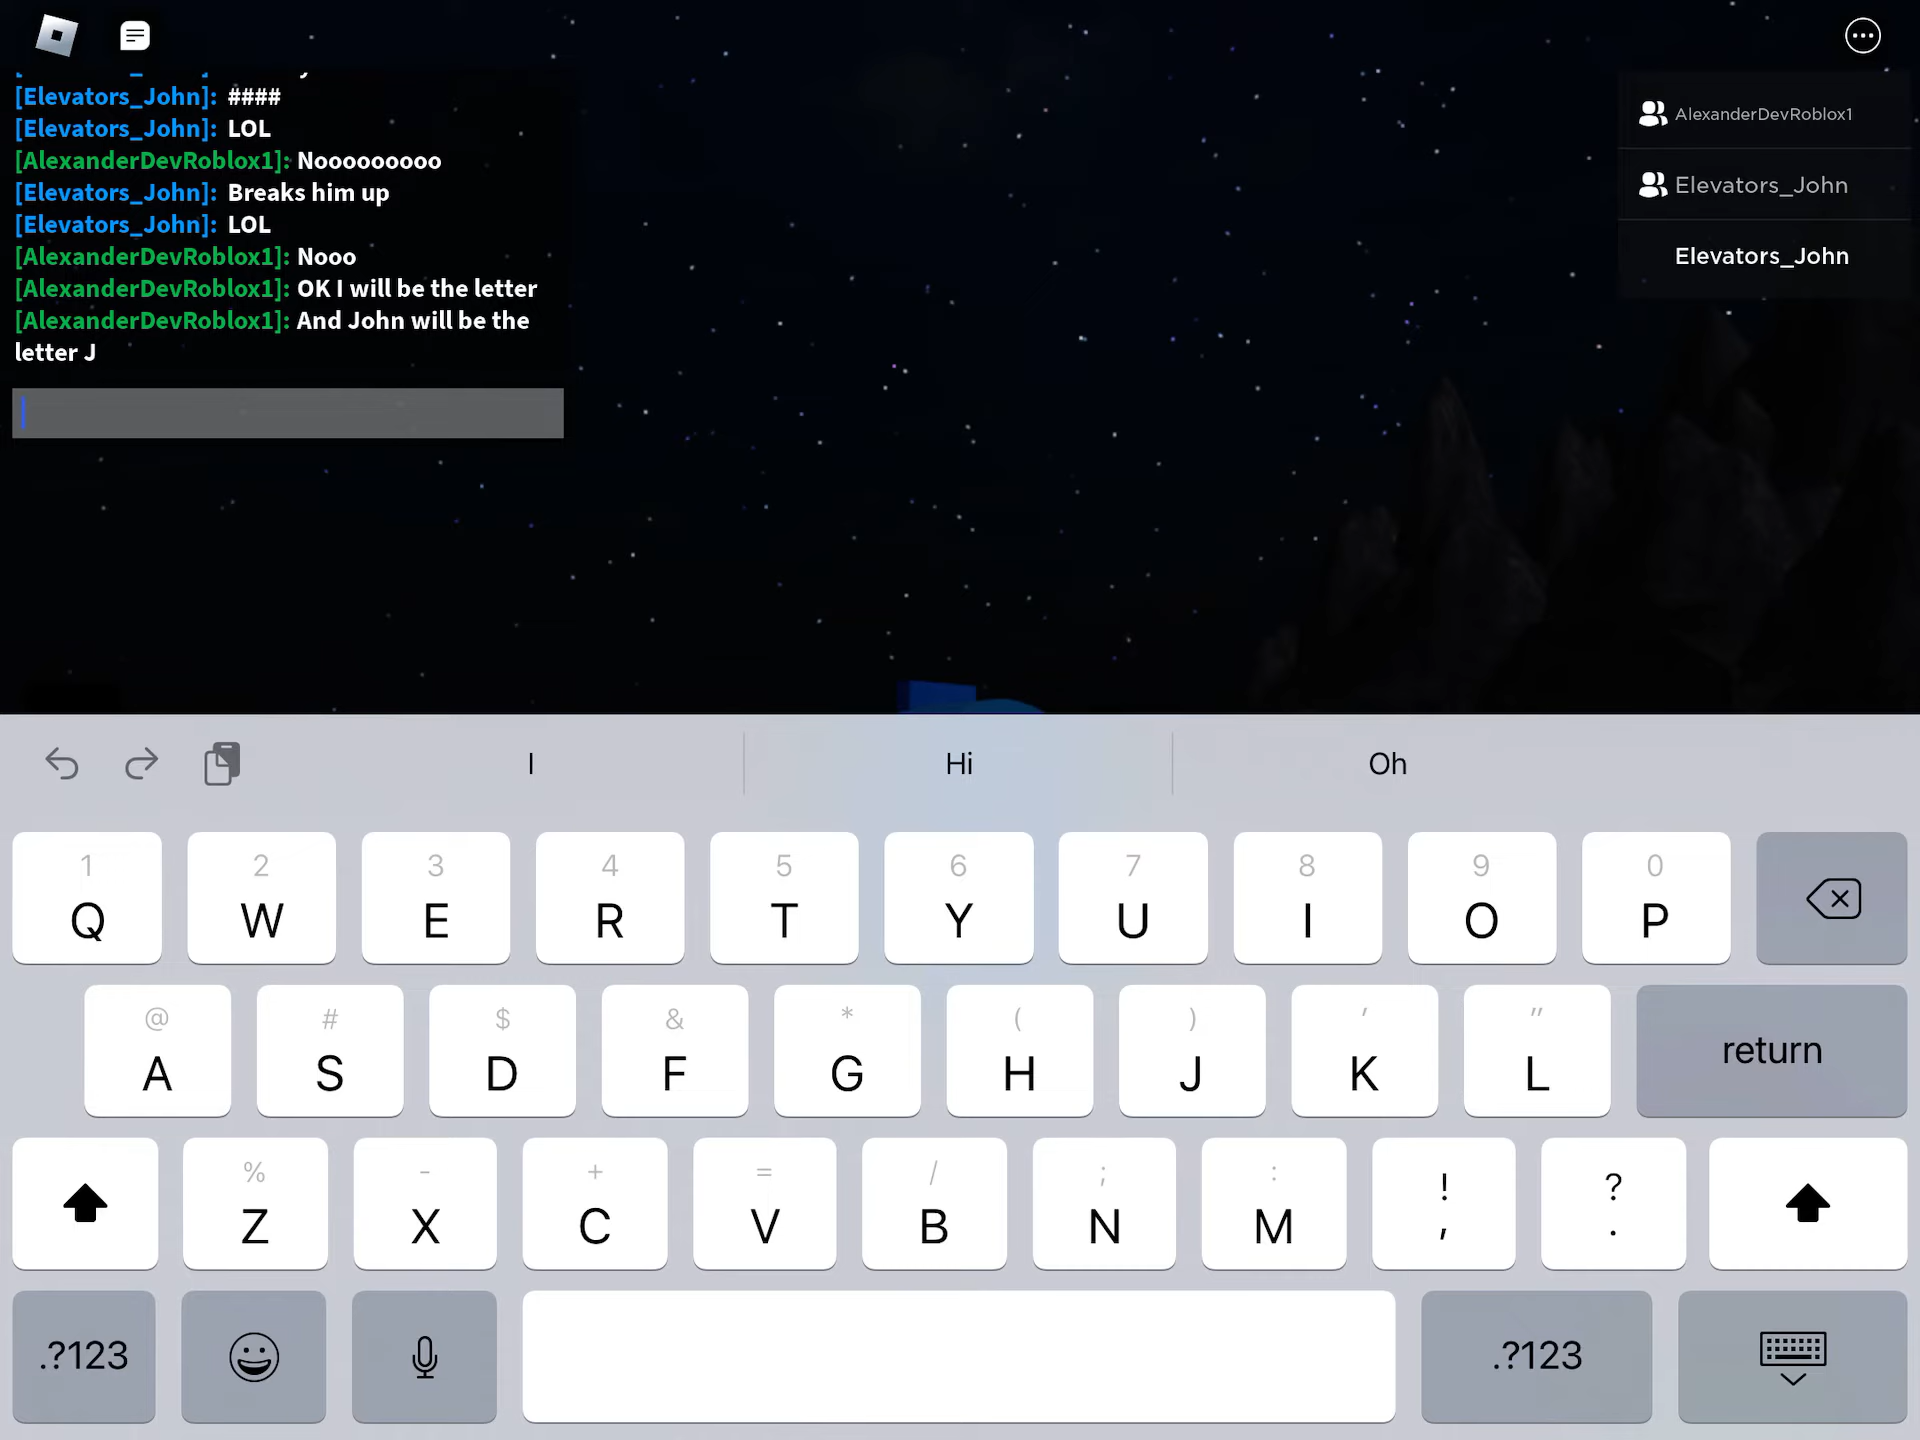 [Elevators_John]: ####
[Elevators_John]: LOL
[AlexanderDevRoblox1]: Nooooooooo
[Elevators_John]: Breaks him up
[Elevators_John]: LOL
[AlexanderDevRoblox1]: Nooo
[AlexanderDevRoblox1]: OK I will be the letter
[AlexanderDevRoblox1]: And John will be the
letter J
AlexanderDevRoblox1
Elevators_John
Elevators_John
I Hi Oh
1 2 3 4 5 6 7 8 9 0
Q W E R T Y U I O P
@ # $ & * ( ) ' "
A S D F G H J K L return
% - + = / ; : ! ?
Z X C V B N M , .
.?123 .?123